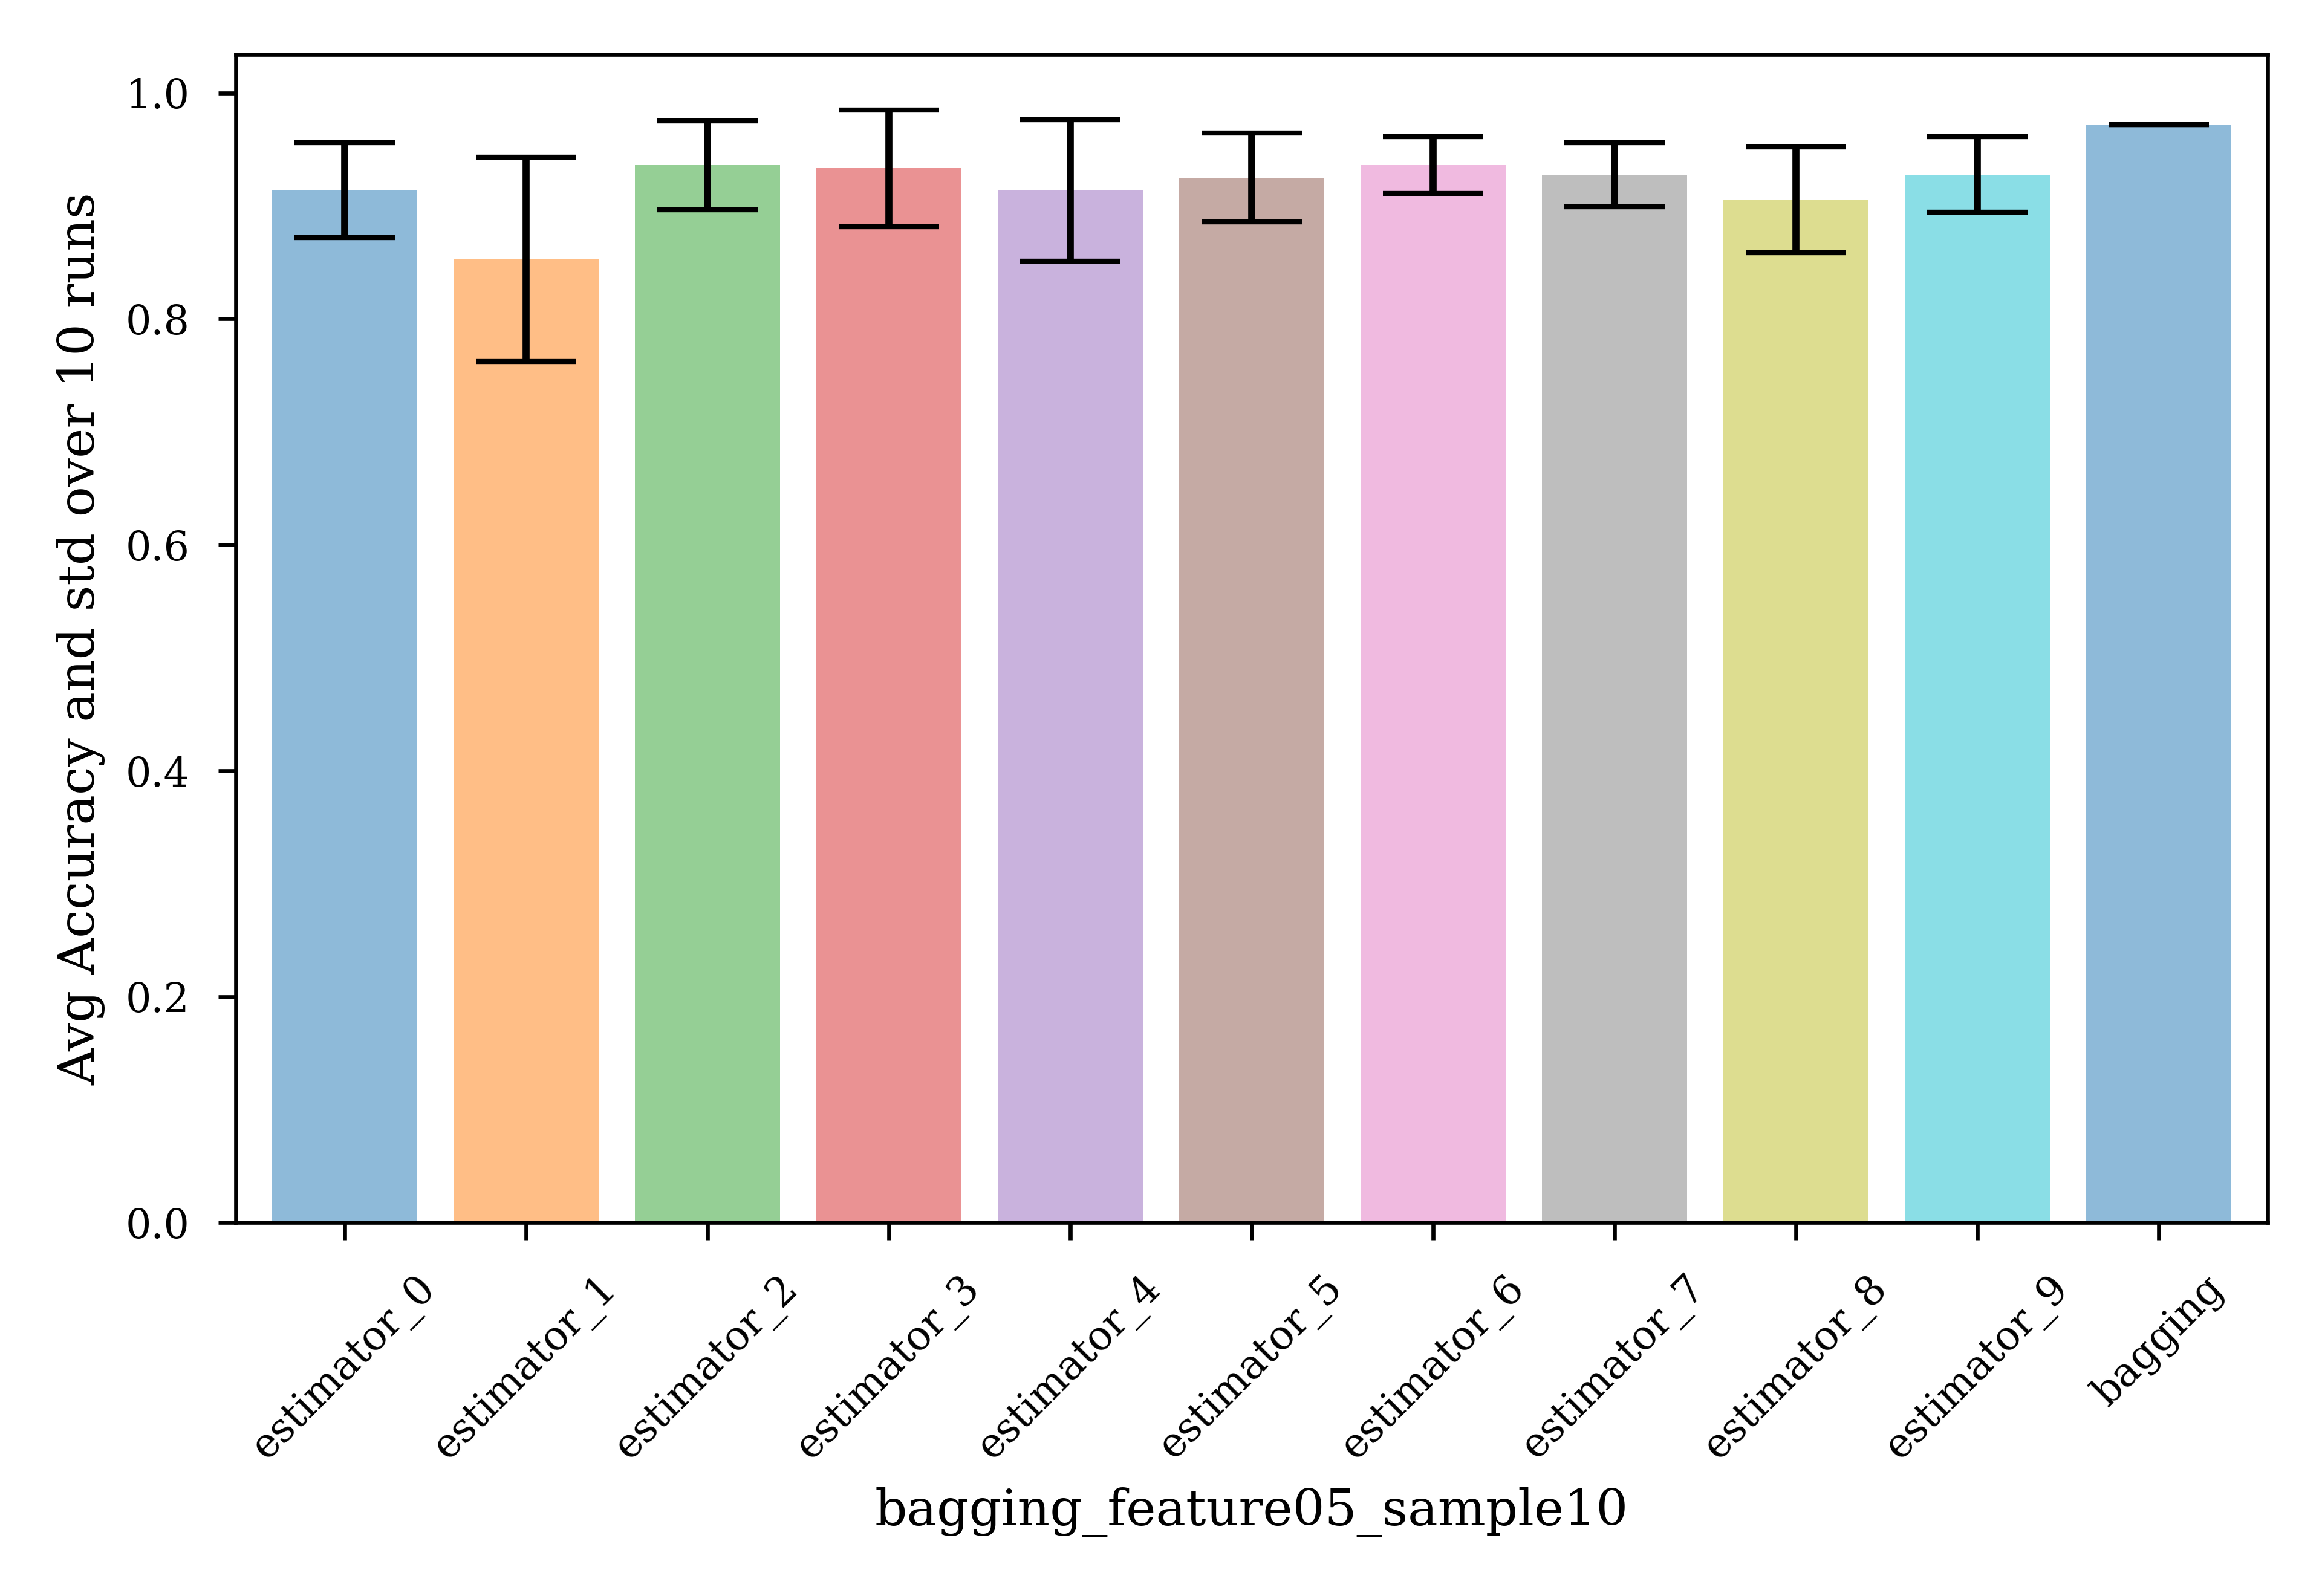 Avg Accuracy and std over 10 runs
1.0
0.8
0.6
0.4
0.2
0.0
estimator_0
estimator_1
estimator_2
estimator_3
estimator_4
estimator_5
estimator_6
estimator_7
estimator_8
estimator_9
bagging
bagging_feature05_sample10